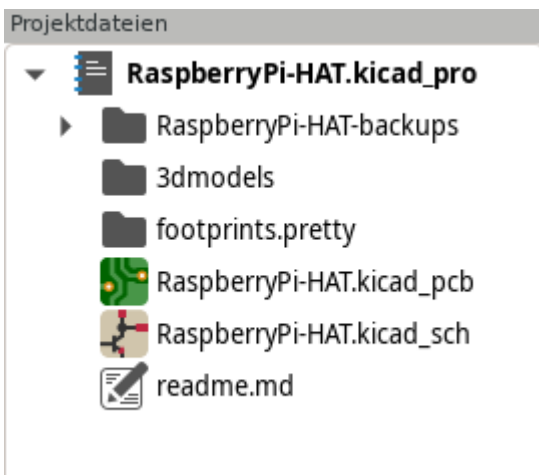 Projektdateien
RaspberryPi-HAT.kicad_pro
RaspberryPi-HAT-backups
3dmodels
footprints.pretty
RaspberryPi-HAT.kicad_pcb
RaspberryPi-HAT.kicad_sch
readme.md